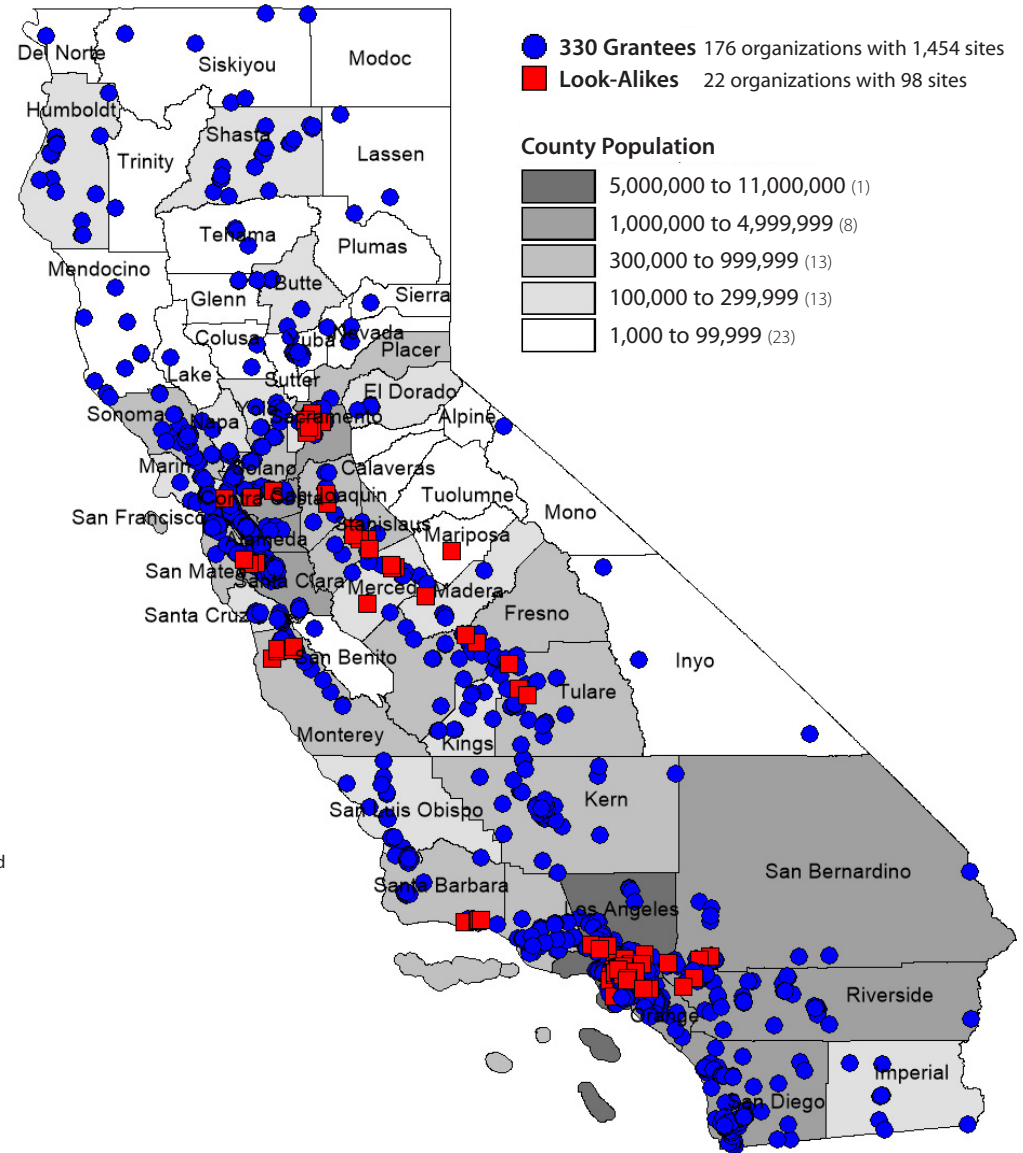 330 Grantees 176 organizations with 1,454 sites
Look-Alikes 22 organizations with 98 sites
County Population
5,000,000 to 11,000,000 (1)
1,000,000 to 4,999,999 (8)
300,000 to 999,999 (13)
100,000 to 299,999 (13)
1,000 to 99,999 (23)
Del Norte
Siskiyou
Modoc
Humboldt
Trinity
Shasta
Lassen
Tehama
Plumas
Mendocino
Glenn
Butte
Sierra
Colusa
Yuba
Nevada
Placer
Lake
Sutter
El Dorado
Sonoma
Napa
Yolo
Sacramento
Alpine
Marin
Solano
Calaveras
Contra Costa
San Joaquin
Tuolumne
San Francisco
Stanislaus
Mono
Alameda
Mariposa
San Mateo
Santa Clara
Merced
Madera
Santa Cruz
Fresno
San Benito
Inyo
Tulare
Monterey
Kings
San Luis Obispo
Kern
d
San Bernardino
Santa Barbara
Los Angeles
Riverside
Orange
Imperial
San Diego